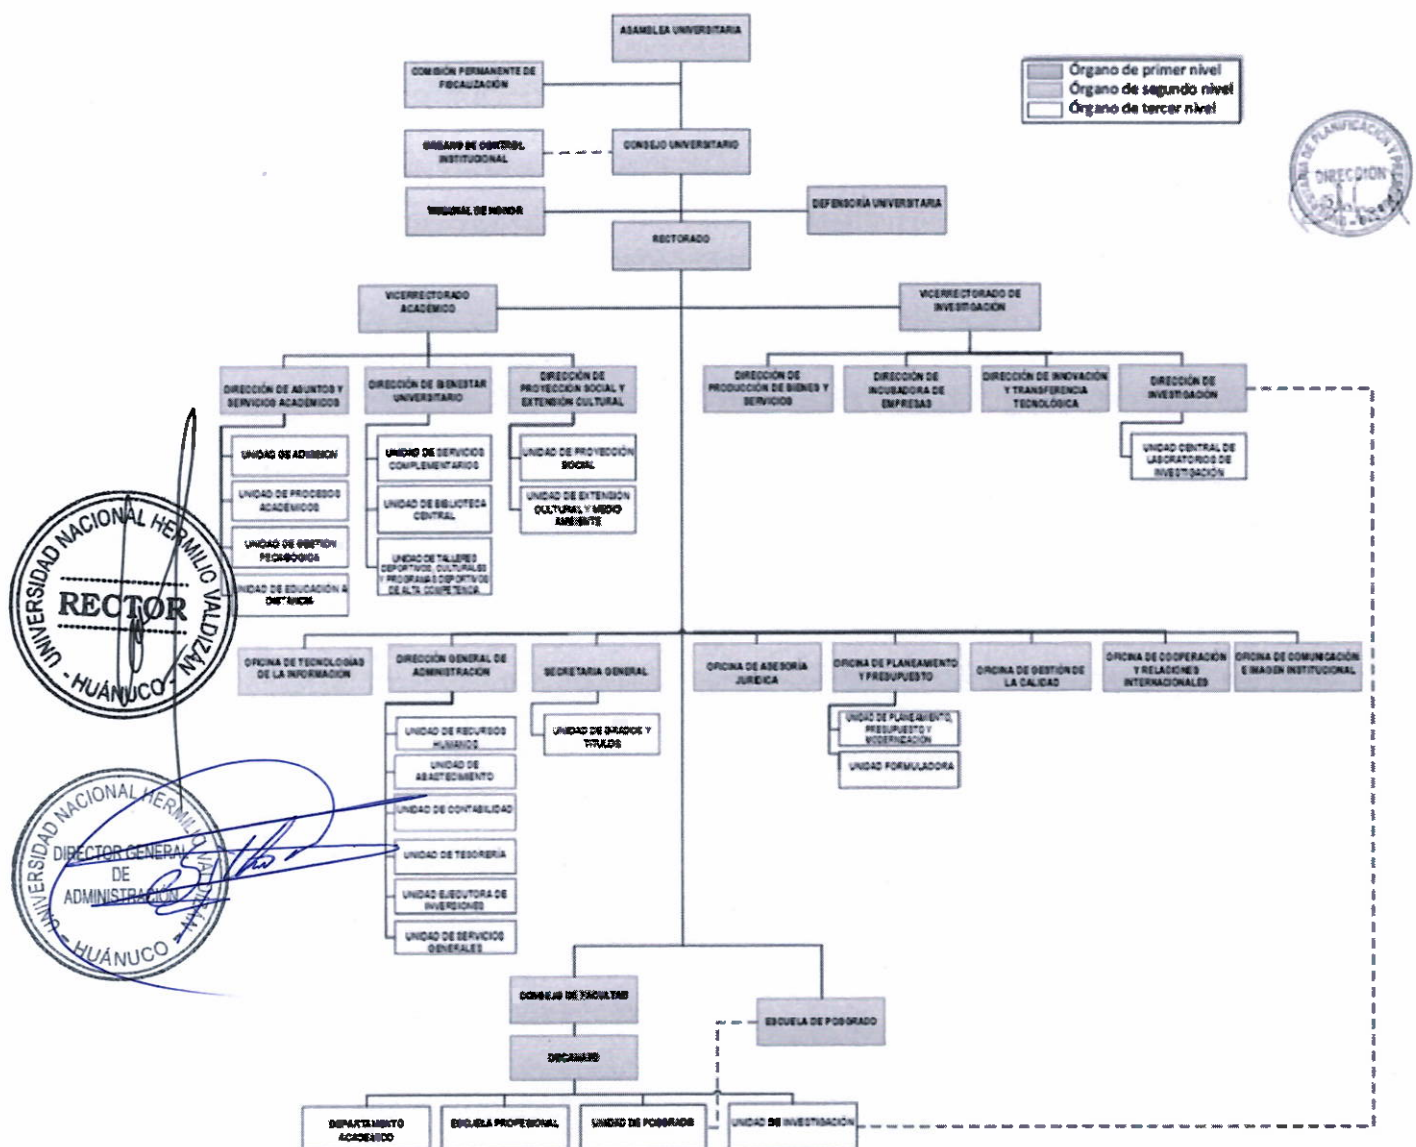 ASAMBLEA UNIVERSITARIA
COMISIÓN PERMANENTE DE
FISCALIZACIÓN
Órgano de primer nivel
Órgano de segundo nivel
Órgano de tercer nivel
ÓRGANO DE CONTROL
INSTITUCIONAL
CONSEJO UNIVERSITARIO
DIRECCIÓN
TRIBUNAL DE HONOR
DEFENSORÍA UNIVERSITARIA
RECTORADO
VICERRECTORADO
ACADÉMICO
VICERRECTORADO DE
INVESTIGACIÓN
DIRECCIÓN DE ASUNTOS Y
SERVICIOS ACADÉMICOS
DIRECCIÓN DE BIENESTAR
UNIVERSITARIO
DIRECCIÓN DE
PROYECCIÓN SOCIAL Y
EXTENSIÓN CULTURAL
DIRECCIÓN DE
PRODUCCIÓN DE BIENES Y
SERVICIOS
DIRECCIÓN DE
INCUBADORA DE
EMPRESAS
DIRECCIÓN DE INNOVACIÓN
Y TRANSFERENCIA
TECNOLÓGICA
DIRECCIÓN DE
INVESTIGACIÓN
UNIDAD DE ADMISIÓN
UNIDAD DE PROCESOS
ACADÉMICOS
UNIDAD DE GESTIÓN
PEDAGÓGICA
UNIDAD DE EDUCACIÓN A
DISTANCIA
UNIDAD DE SERVICIOS
COMPLEMENTARIOS
UNIDAD DE BIBLIOTECA
CENTRAL
UNIDAD DE TALLERES
DEPORTIVOS, CULTURALES
Y PROGRAMAS DEPORTIVOS
DE ALTA COMPETENCIA
UNIDAD DE PROYECCIÓN
SOCIAL
UNIDAD DE EXTENSIÓN
CULTURAL Y MEDIO
AMBIENTE
UNIDAD CENTRAL DE
LABORATORIOS DE
INVESTIGACIÓN
UNIVERSIDAD NACIONAL HERMILIO VALDIZÁN
RECTOR
- HUÁNUCO -
OFICINA DE TECNOLOGÍAS
DE LA INFORMACIÓN
DIRECCIÓN GENERAL DE
ADMINISTRACIÓN
SECRETARIA GENERAL
OFICINA DE ASESORÍA
JURÍDICA
OFICINA DE PLANEAMIENTO
Y PRESUPUESTO
OFICINA DE GESTIÓN DE
LA CALIDAD
OFICINA DE COOPERACIÓN
Y RELACIONES
INTERNACIONALES
OFICINA DE COMUNICACIÓN
E IMAGEN INSTITUCIONAL
UNIDAD DE RECURSOS
HUMANOS
UNIDAD DE
ABASTECIMIENTO
UNIDAD DE CONTABILIDAD
UNIDAD DE TESORERÍA
UNIDAD EJECUTORA DE
INVERSIONES
UNIDAD DE SERVICIOS
GENERALES
UNIDAD DE GRADOS Y
TÍTULOS
UNIDAD DE PLANEAMIENTO,
PRESUPUESTO Y
MODERNIZACIÓN
UNIDAD FORMULADORA
UNIVERSIDAD NACIONAL HERMILIO VALDIZÁN
DIRECTOR GENERAL
DE
ADMINISTRACIÓN
- HUÁNUCO -
CONSEJO DE FACULTAD
ESCUELA DE POSGRADO
DECANATO
DEPARTAMENTO
ACADÉMICO
ESCUELA PROFESIONAL
UNIDAD DE POSGRADO
UNIDAD DE INVESTIGACIÓN